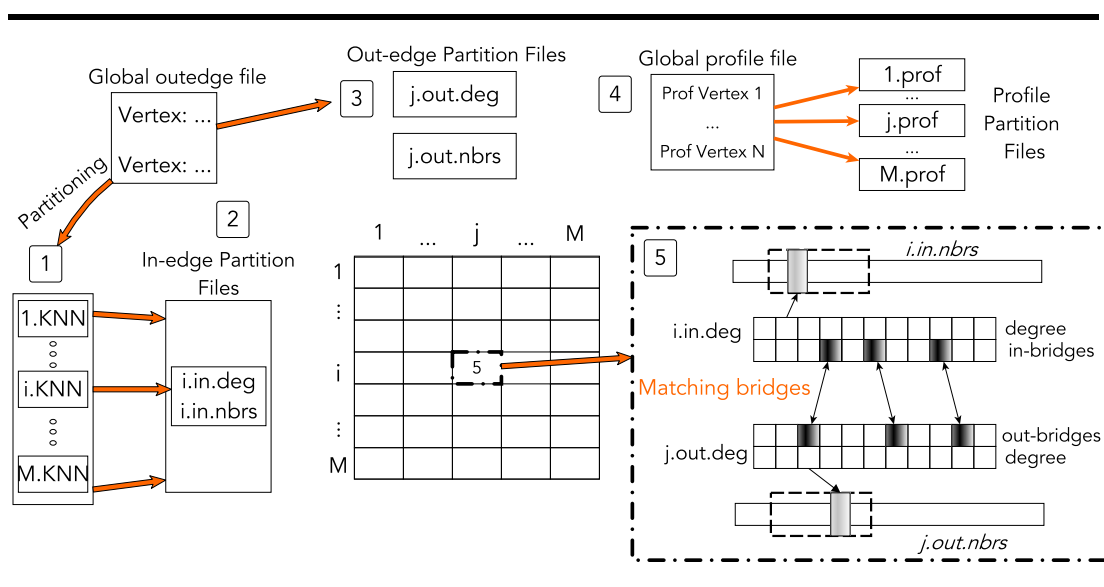 Global outedge file
Vertex: ...
Vertex: ...
Partitioning
3
Out-edge Partition Files
j.out.deg
j.out.nbrs
4
Global profile file
Prof Vertex 1
...
Prof Vertex N
1.prof
...
j.prof
...
M.prof
Profile
Partition
Files
1
1.KNN
i.KNN
M.KNN
2
In-edge Partition
Files
i.in.deg
i.in.nbrs
1 ... j ... M
1
...
i
5
...
M
5
i.in.nbrs
i.in.deg
degree
in-bridges
Matching bridges
out-bridges
j.out.deg
degree
j.out.nbrs